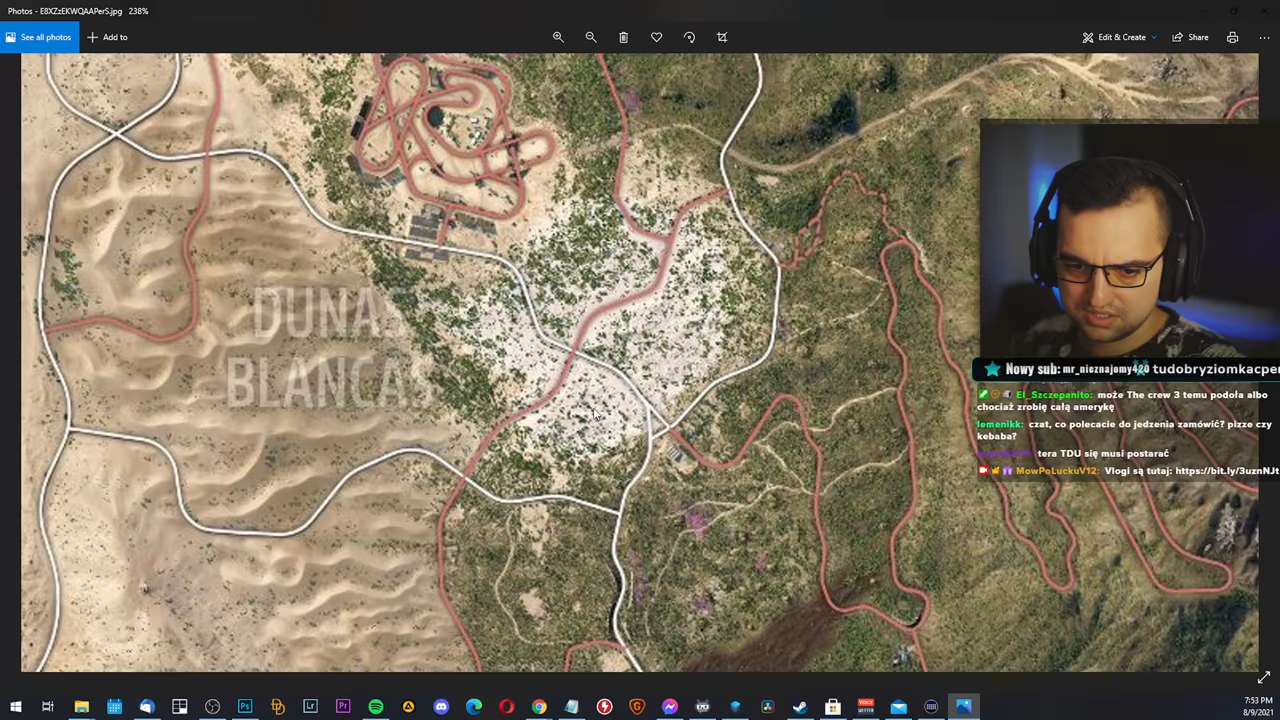 Photos - E8XZzEKWQAAPerS.jpg 238%
See all photos
Add to
Edit & Create
Share
DUNAS
BLANCAS
Nowy sub: mr_nieznajomy420 tudobryziomkacper
El_Szczepanito: może The crew 3 temu podoła albo
chociaż zrobię całą amerykę
lemenikk: czat, co polecacie do jedzenia zamówić? pizze czy
kebaba?
tera TDU się musi postarać
MowPoLuckuV12: Vlogi są tutaj: https://bit.ly/3uznNJt
7:53 PM
8/9/2021